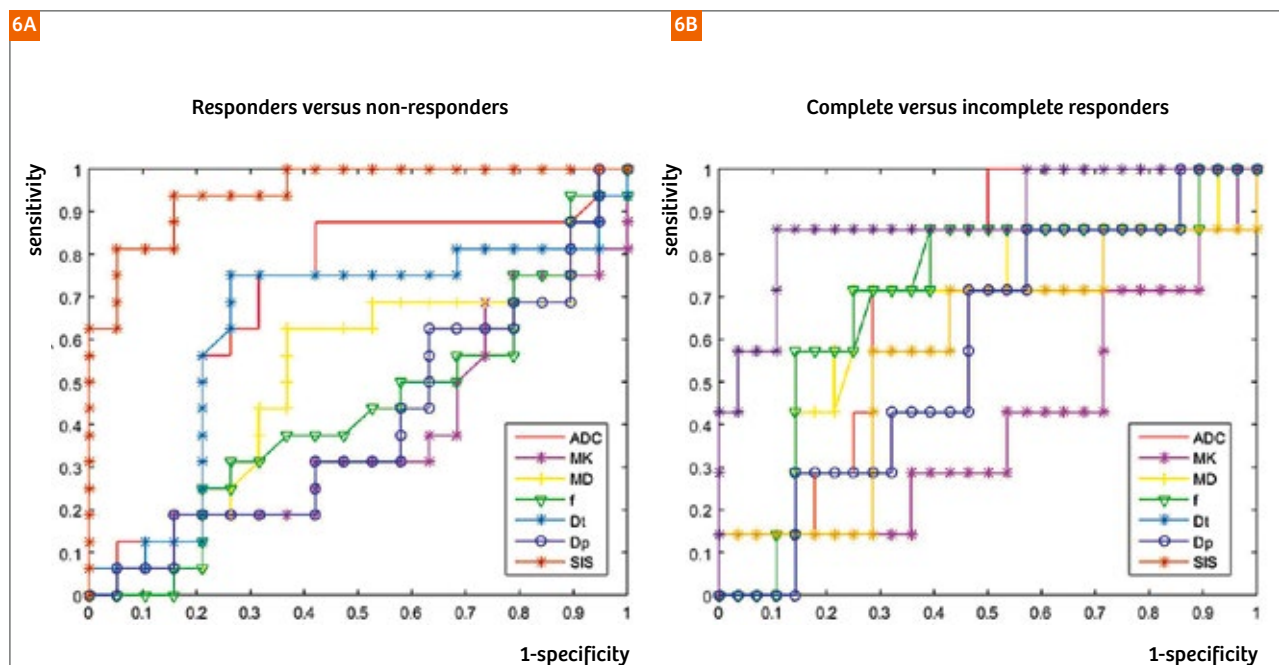 6A
Responders versus non-responders
sensitivity
1
0.9
0.8
0.7
0.6
0.5
0.4
0.3
0.2
0.1
0
0 0.1 0.2 0.3 0.4 0.5 0.6 0.7 0.8 0.9 1
ADC
MK
MD
f
Dt
Dp
SIS
1-specificity
6B
Complete versus incomplete responders
sensitivity
1
0.9
0.8
0.7
0.6
0.5
0.4
0.3
0.2
0.1
0
0 0.1 0.2 0.3 0.4 0.5 0.6 0.7 0.8 0.9 1
ADC
MK
MD
f
Dt
Dp
SIS
1-specificity